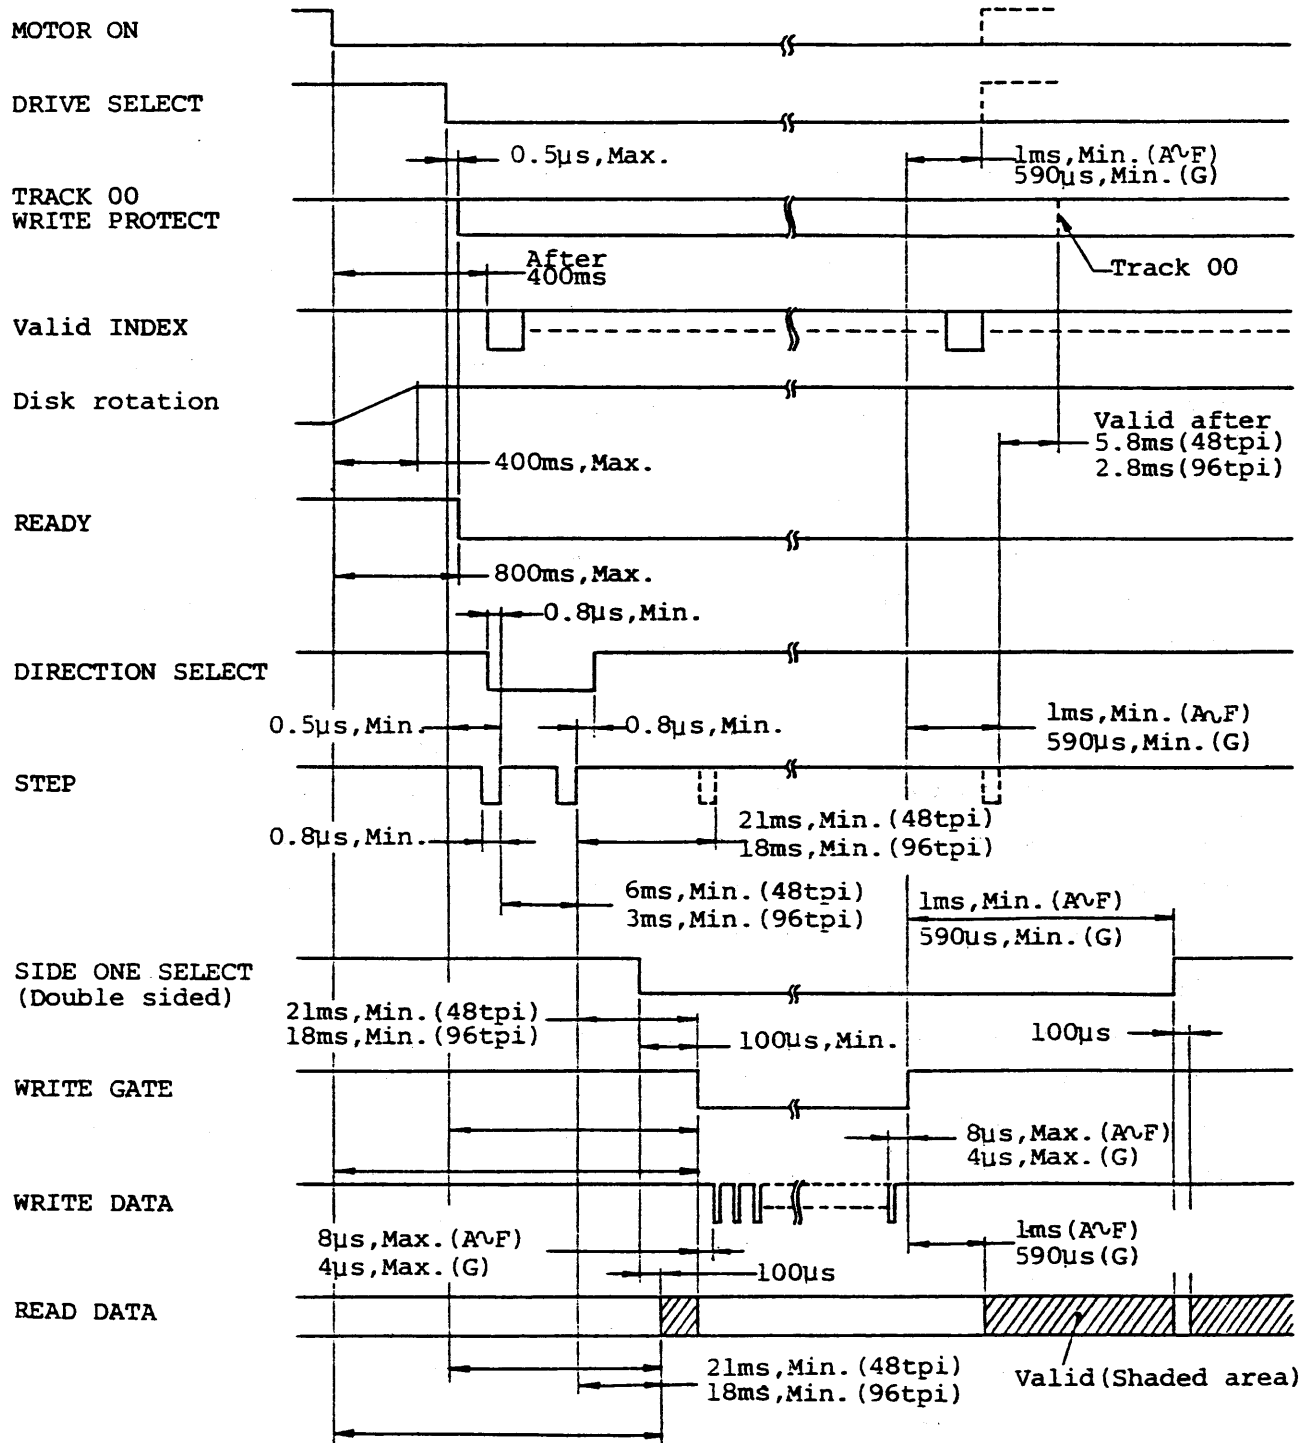 MOTOR ON
DRIVE SELECT
0.5µs,Max.
1ms,Min.(A~F)
590µs,Min.(G)
TRACK 00
WRITE PROTECT
After
400ms
Track 00
Valid INDEX
Disk rotation
Valid after
5.8ms(48tpi)
2.8ms(96tpi)
400ms,Max.
READY
800ms,Max.
0.8µs,Min.
DIRECTION SELECT
0.5µs,Min.
0.8µs,Min.
1ms,Min.(A~F)
590µs,Min.(G)
STEP
0.8µs,Min.
21ms,Min.(48tpi)
18ms,Min.(96tpi)
6ms,Min.(48tpi)
3ms,Min.(96tpi)
1ms,Min.(A~F)
590µs,Min.(G)
SIDE ONE SELECT
(Double sided)
21ms,Min.(48tpi)
18ms,Min.(96tpi)
100µs,Min.
100µs
WRITE GATE
8µs,Max.(A~F)
4µs,Max.(G)
WRITE DATA
8µs,Max.(A~F)
4µs,Max.(G)
100µs
1ms(A~F)
590µs(G)
READ DATA
21ms,Min.(48tpi)
18ms,Min.(96tpi)
Valid(Shaded area)